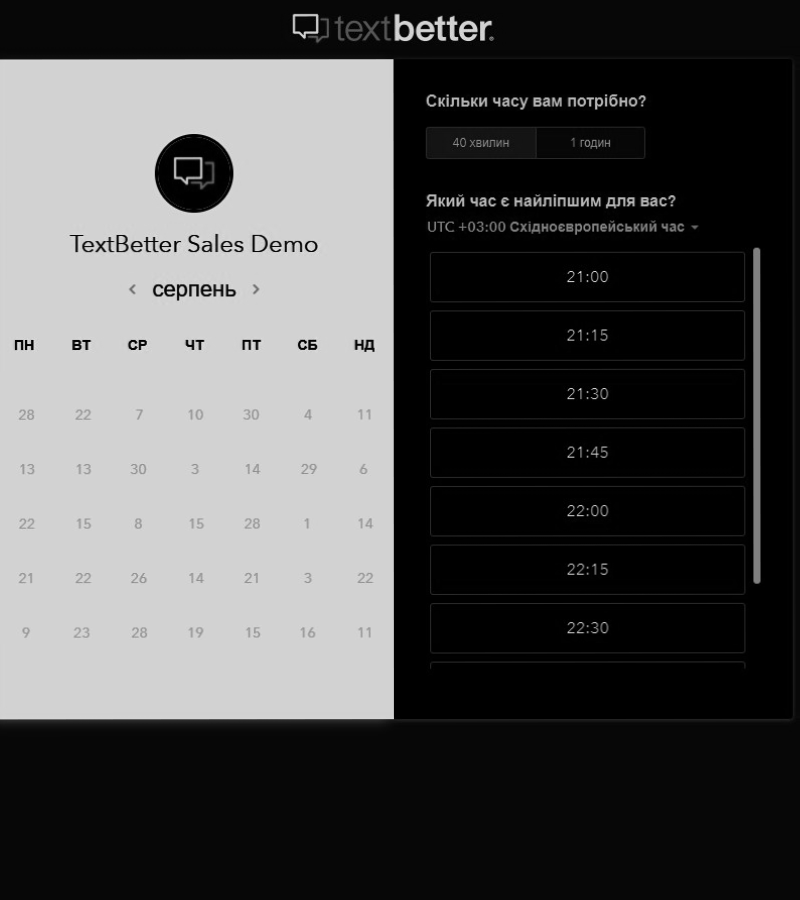 textbetter.
TextBetter Sales Demo
серпень
ПН ВТ СР ЧТ ПТ СБ НД
28 22 7 10 30 4 11
13 13 30 3 14 29 6
22 15 8 15 28 1 14
21 22 26 14 21 3 22
9 23 28 19 15 16 11
Скільки часу вам потрібно?
40 хвилин 1 годин
Який час є найліпшим для вас?
UTC +03:00 Східноєвропейський час
21:00
21:15
21:30
21:45
22:00
22:15
22:30